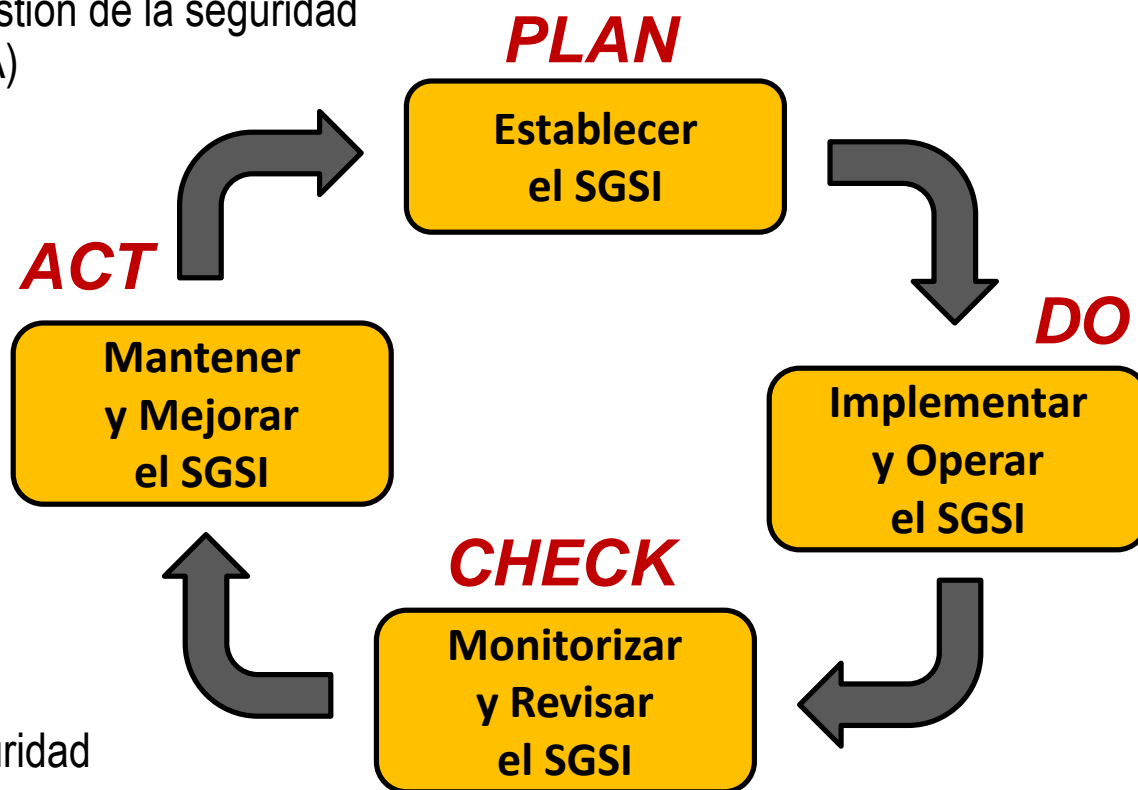 stión de la seguridad
A)
PLAN
Establecer
el SGSI
ACT
Mantener
y Mejorar
el SGSI
DO
Implementar
y Operar
el SGSI
CHECK
Monitorizar
y Revisar
el SGSI
uridad